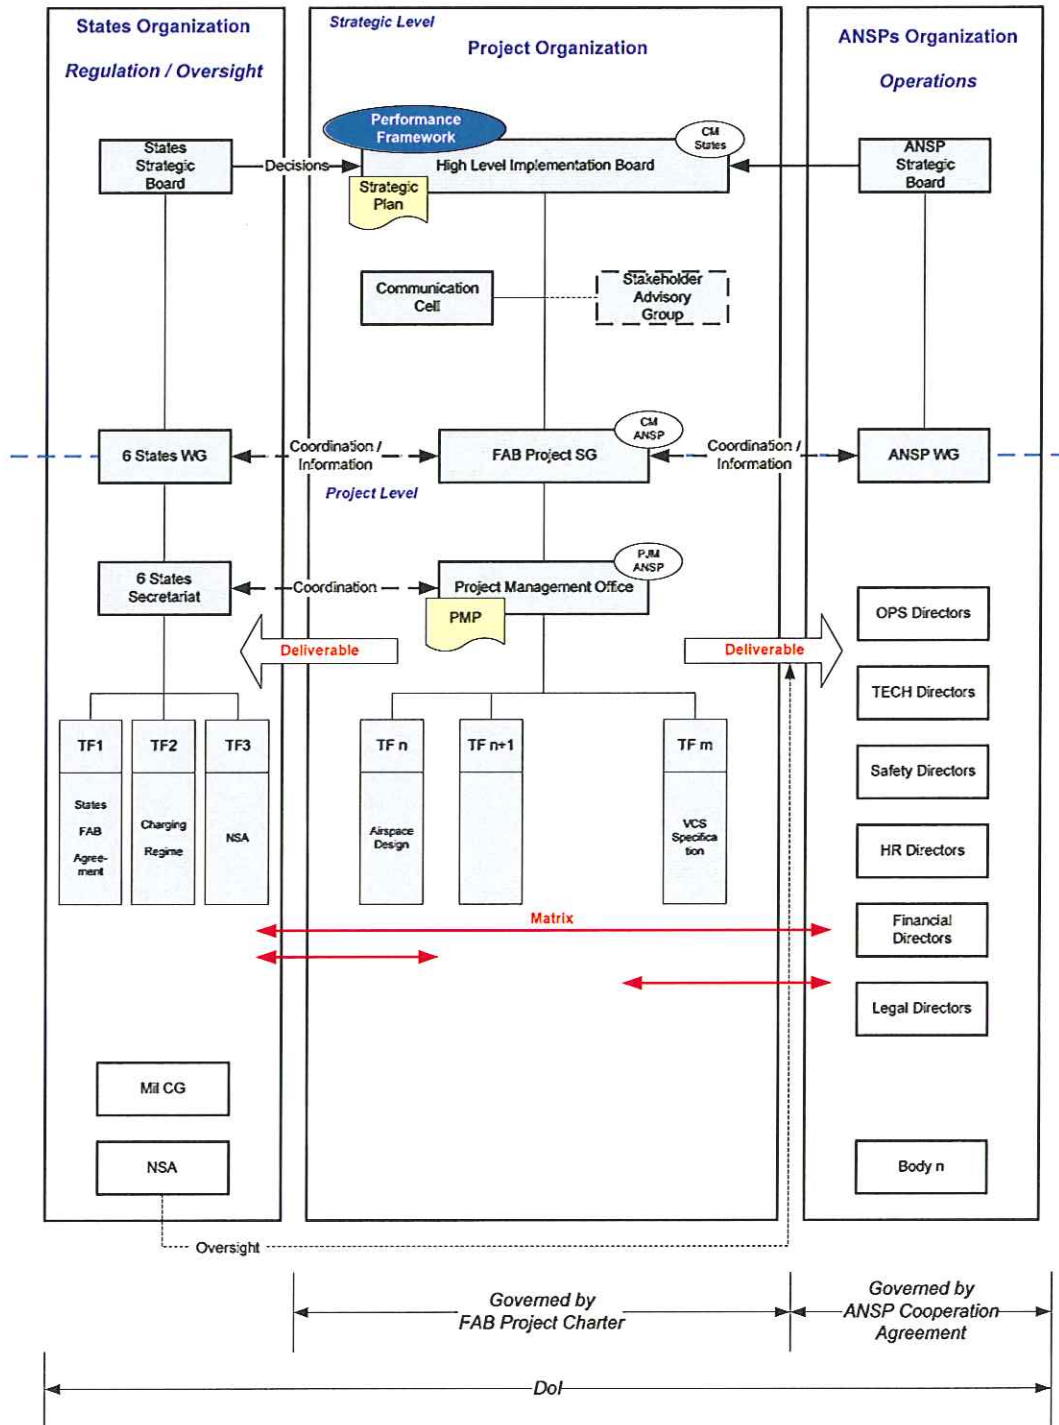 States Organization
Regulation / Oversight
Strategic Level
Project Organization
ANSPs Organization
Operations
Performance
Framework
CM
States
States
Strategic
Board
Decisions
High Level Implementation Board
ANSP
Strategic
Board
Strategic
Plan
Communication
Cell
Stakeholder
Advisory
Group
CM
ANSP
6 States WG
Coordination /
Information
FAB Project SG
Coordination /
Information
ANSP WG
Project Level
PJM
ANSP
6 States
Secretariat
Coordination
Project Management Office
PMP
OPS Directors
Deliverable
Deliverable
TECH Directors
TF1
TF2
TF3
TF n
TF n+1
TF m
States
FAB
Agree-
ment
Charging
Regime
NSA
Airspace
Design
VCS
Specifica
tion
Safety Directors
HR Directors
Matrix
Financial
Directors
Legal Directors
Mil CG
NSA
Body n
Oversight
Governed by
FAB Project Charter
Governed by
ANSP Cooperation
Agreement
DoI